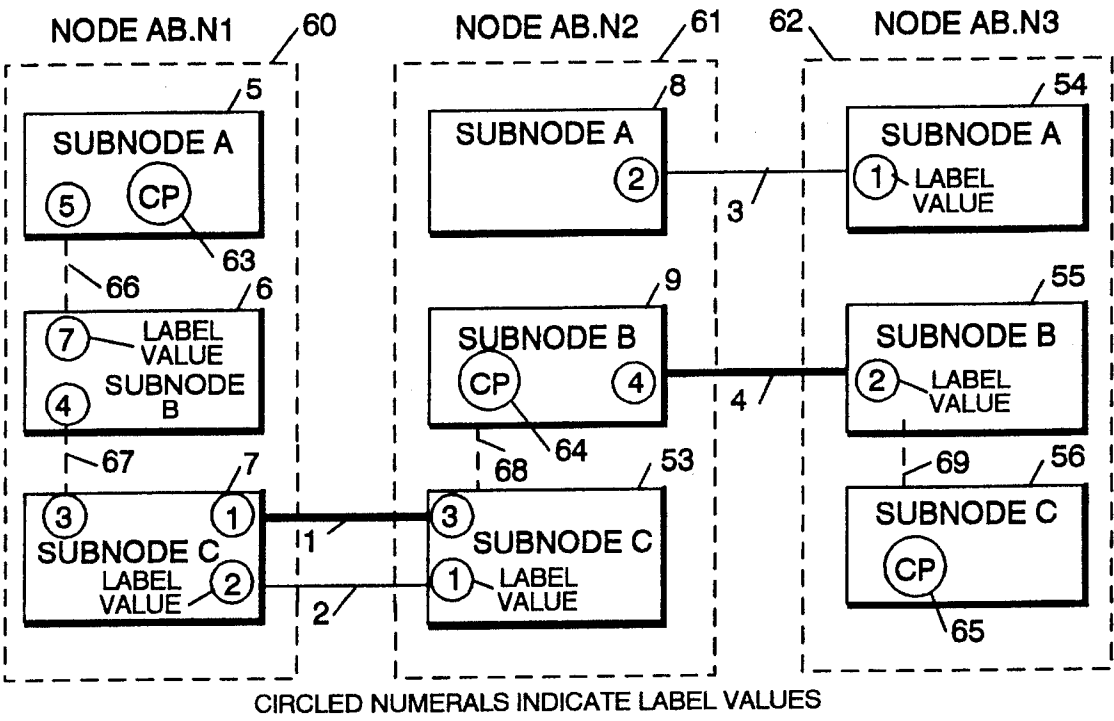 NODE AB.N1
60
NODE AB.N2
61
62
NODE AB.N3
5
SUBNODE A
5
CP
63
66
6
7
LABEL
VALUE
4
SUBNODE
B
67
7
3
1
SUBNODE C
LABEL
VALUE
2
1
2
8
SUBNODE A
2
3
9
SUBNODE B
CP
4
64
4
68
53
3
SUBNODE C
1
LABEL
VALUE
54
SUBNODE A
1
LABEL
VALUE
55
SUBNODE B
2
LABEL
VALUE
69
56
SUBNODE C
CP
65
CIRCLED NUMERALS INDICATE LABEL VALUES